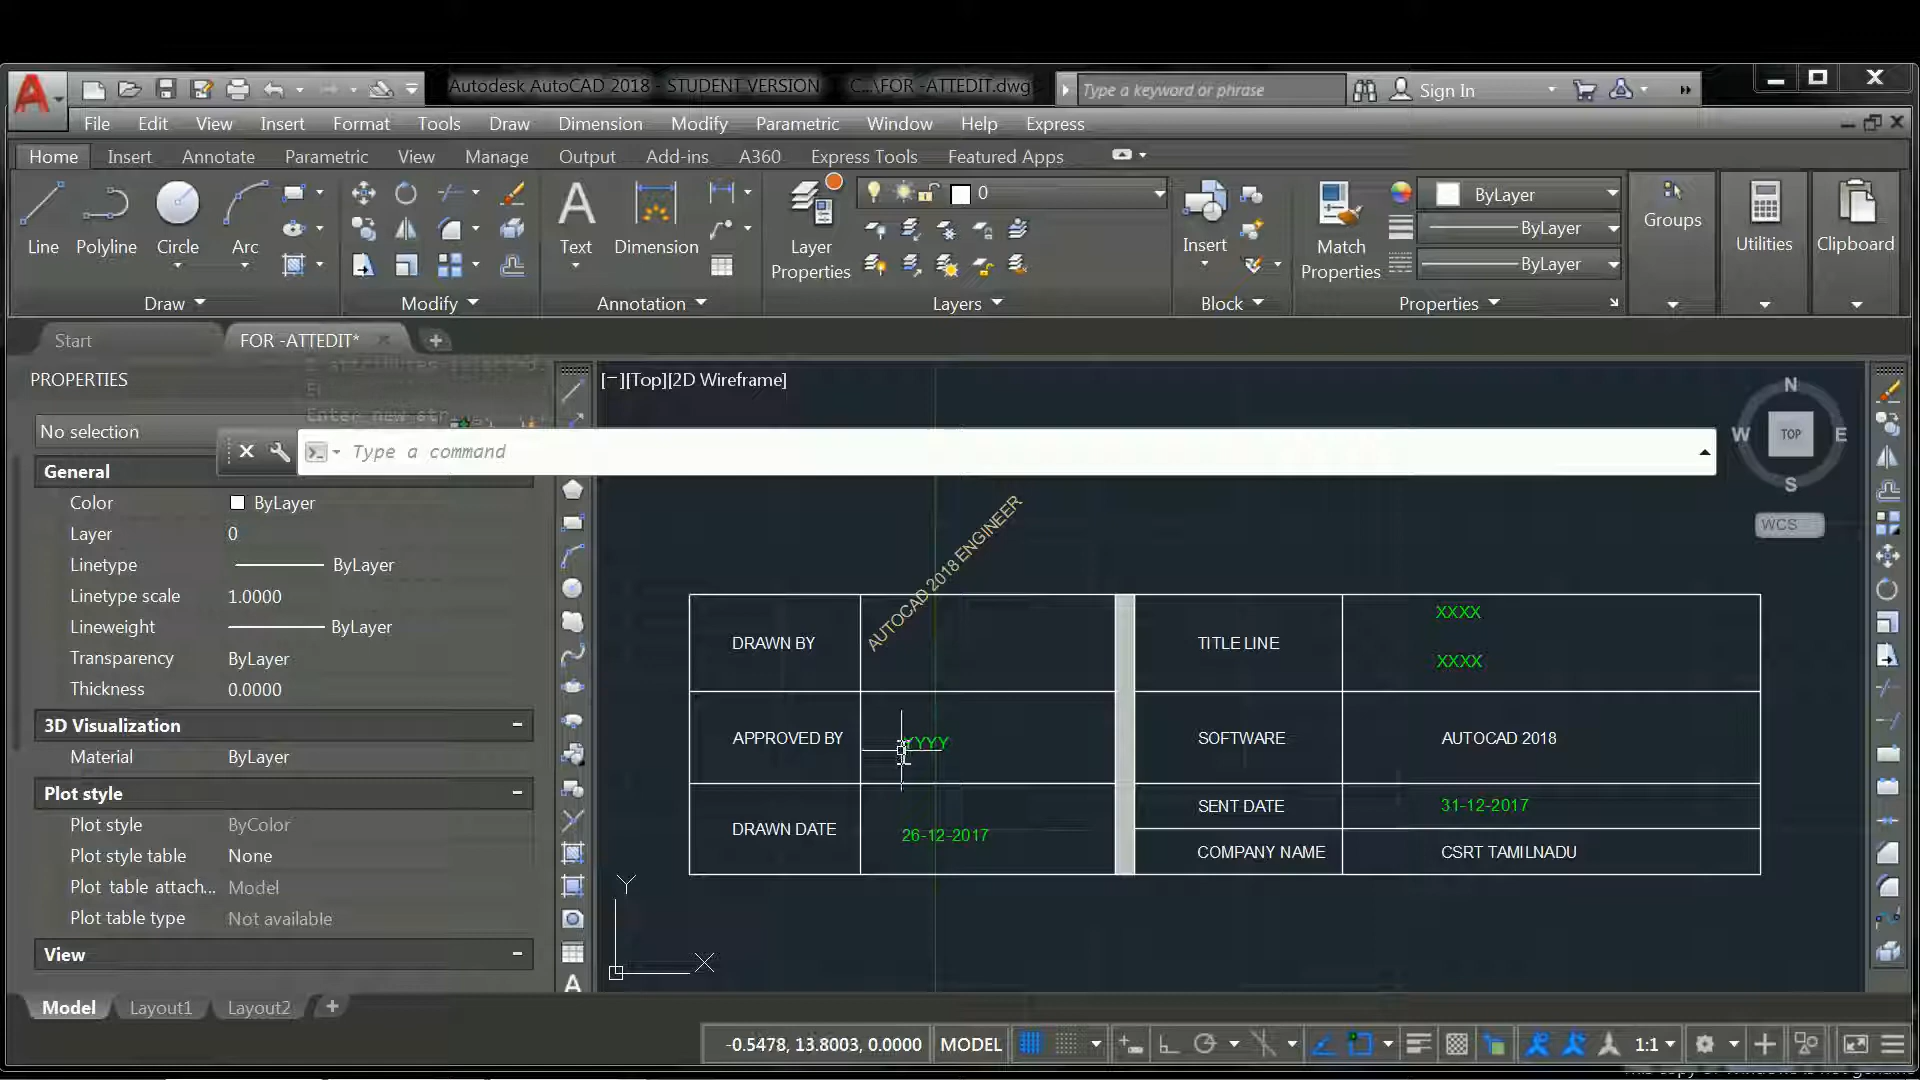 Autodesk AutoCAD 2018 - STUDENT VERSION C...\FOR -ATTEDIT.dwg
Type a keyword or phrase
Sign In
File Edit View Insert Format Tools Draw Dimension Modify Parametric Window Help Express
Home Insert Annotate Parametric View Manage Output Add-ins A360 Express Tools Featured Apps
0
ByLayer
ByLayer
ByLayer
Line Polyline Circle Arc
Text Dimension
Layer Properties
Insert
Match Properties
Groups
Utilities
Clipboard
Draw Modify Annotation Layers Block Properties
Start FOR -ATTEDIT*
PROPERTIES
Enter new str
[−][Top][2D Wireframe]
No selection
Type a command
General
Color ByLayer
Layer 0
Linetype ByLayer
Linetype scale 1.0000
Lineweight ByLayer
Transparency ByLayer
Thickness 0.0000
3D Visualization
Material ByLayer
Plot style
Plot style ByColor
Plot style table None
Plot table attach... Model
Plot table type Not available
View
N
W TOP E
S
WCS
AUTOCAD 2018 ENGINEER
DRAWN BY
TITLE LINE
XXXX
XXXX
APPROVED BY
YYYY
SOFTWARE
AUTOCAD 2018
DRAWN DATE
26-12-2017
SENT DATE
31-12-2017
COMPANY NAME
CSRT TAMILNADU
Y
X
A
Model Layout1 Layout2
-0.5478, 13.8003, 0.0000 MODEL 1:1